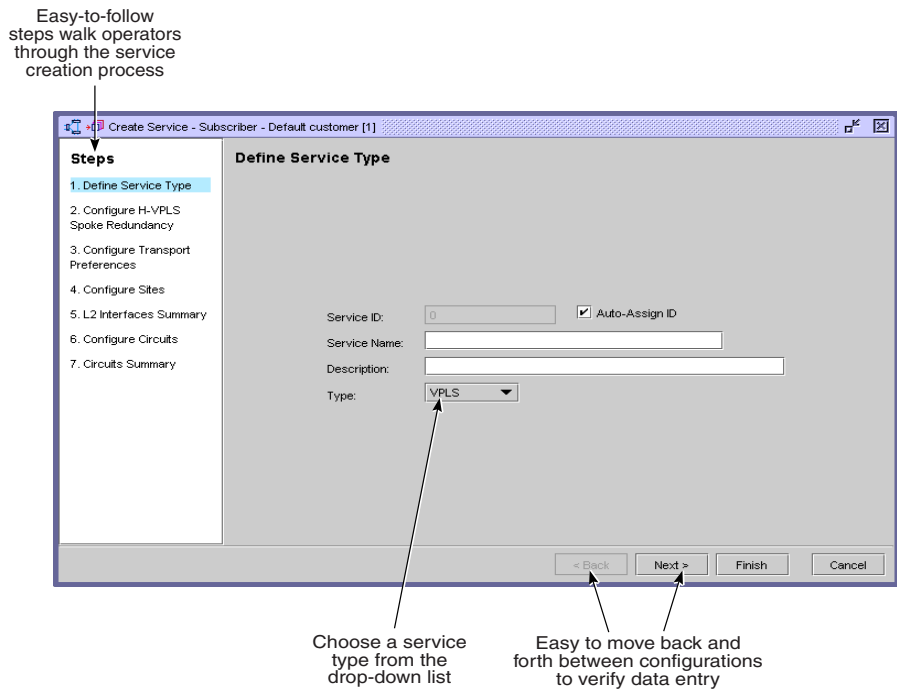 Easy-to-follow
steps walk operators
through the service
creation process
Create Service - Subscriber - Default customer [1]
Steps
1. Define Service Type
2. Configure H-VPLS
Spoke Redundancy
3. Configure Transport
Preferences
4. Configure Sites
5. L2 Interfaces Summary
6. Configure Circuits
7. Circuits Summary
Define Service Type
Service ID: 0 Auto-Assign ID
Service Name:
Description:
Type: VPLS
< Back Next > Finish Cancel
Choose a service
type from the
drop-down list
Easy to move back and
forth between configurations
to verify data entry